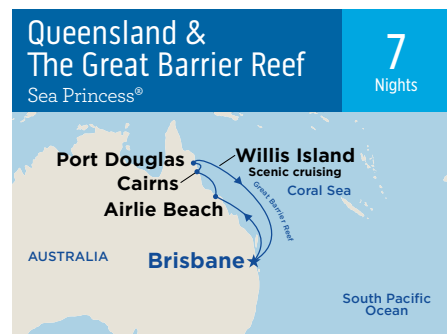 Queensland &
The Great Barrier Reef
Sea Princess®
7
Nights
Port Douglas
Willis Island
Scenic cruising
Cairns
Great Barrier Reef
Coral Sea
Airlie Beach
AUSTRALIA
Brisbane
South Pacific
Ocean